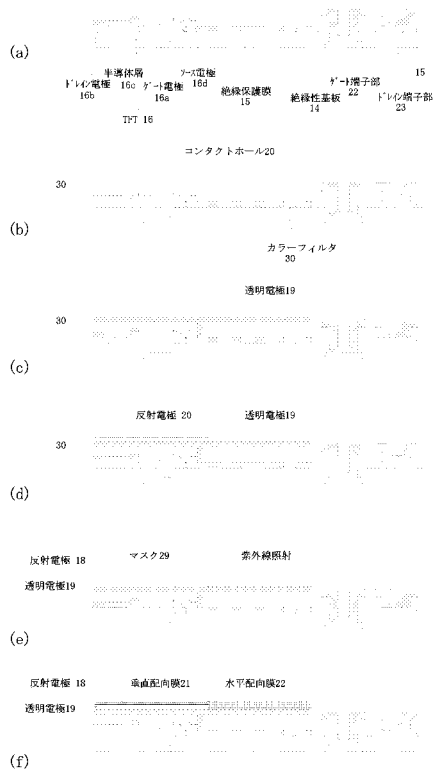 (a)
15
半導体層
16c
ソース電極
16d
ドレイン電極
16b
ゲート電極
16a
絶縁保護膜
15
絶縁性基板
14
ゲート端子部
22
ドレイン端子部
23
TFT 16
コンタクトホール20
30
(b)
カラーフィルタ
30
透明電極19
30
(c)
反射電極 20
透明電極19
30
(d)
反射電極 18
マスク29
紫外線照射
透明電極19
(e)
反射電極 18
垂直配向膜21
水平配向膜22
透明電極19
(f)